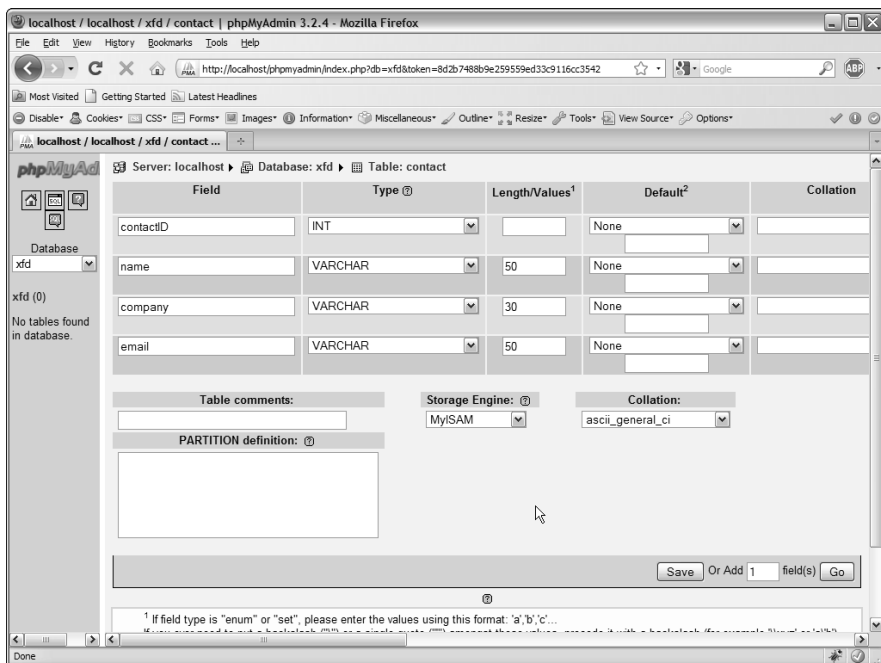 localhost / localhost / xfd / contact | phpMyAdmin 3.2.4 - Mozilla Firefox
File Edit View History Bookmarks Tools Help
http://localhost/phpmyadmin/index.php?db=xfd&token=8d2b7488b9e259559ed33c9116cc3542
Google
ABP
Most Visited Getting Started Latest Headlines
Disable Cookies CSS Forms Images Information Miscellaneous Outline Resize Tools View Source Options
PMA localhost / localhost / xfd / contact ...
phpMyAd
Server: localhost Database: xfd Table: contact
Field Type Length/Values1 Default2 Collation
contactID INT None
name VARCHAR 50 None
company VARCHAR 30 None
email VARCHAR 50 None
SQL
Database
xfd
xfd (0)
No tables found
in database.
Table comments: Storage Engine: Collation:
MyISAM ascii_general_ci
PARTITION definition:
Save Or Add 1 field(s) Go
1 If field type is "enum" or "set", please enter the values using this format: 'a','b','c'...
Done